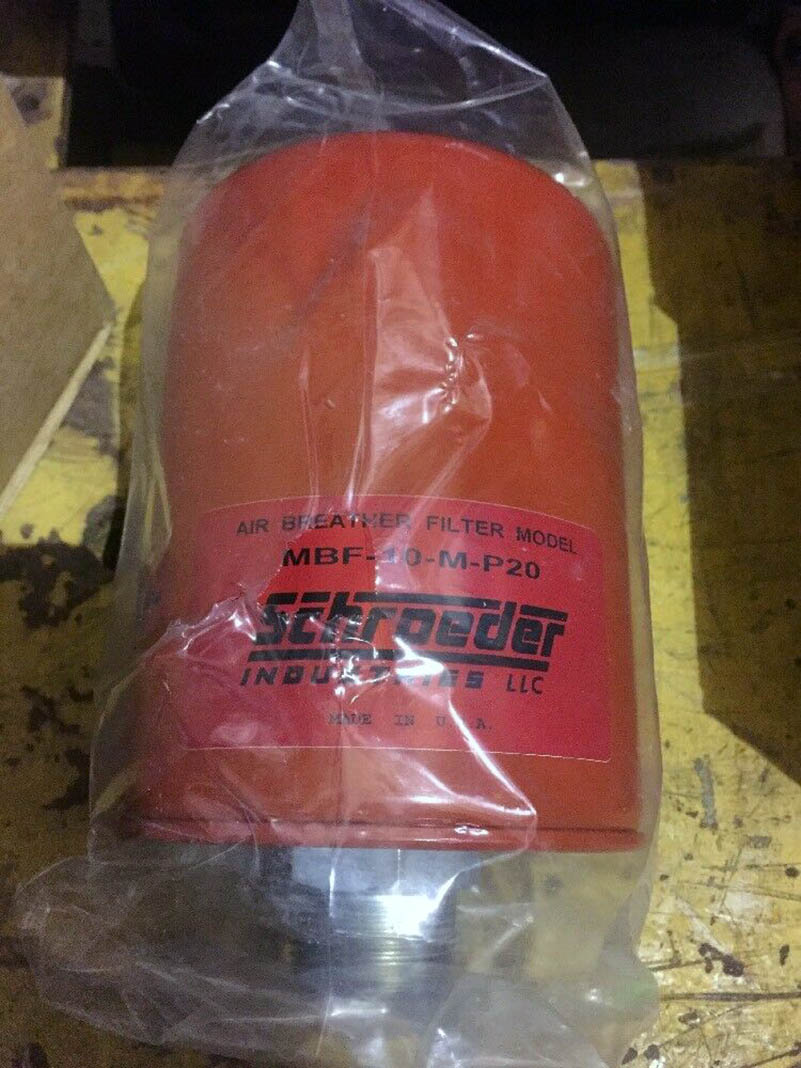 AIR BREATHER FILTER MODEL
MBF-10-M-P20
Schroeder
INDUSTRIES LLC
MADE IN U.S.A.